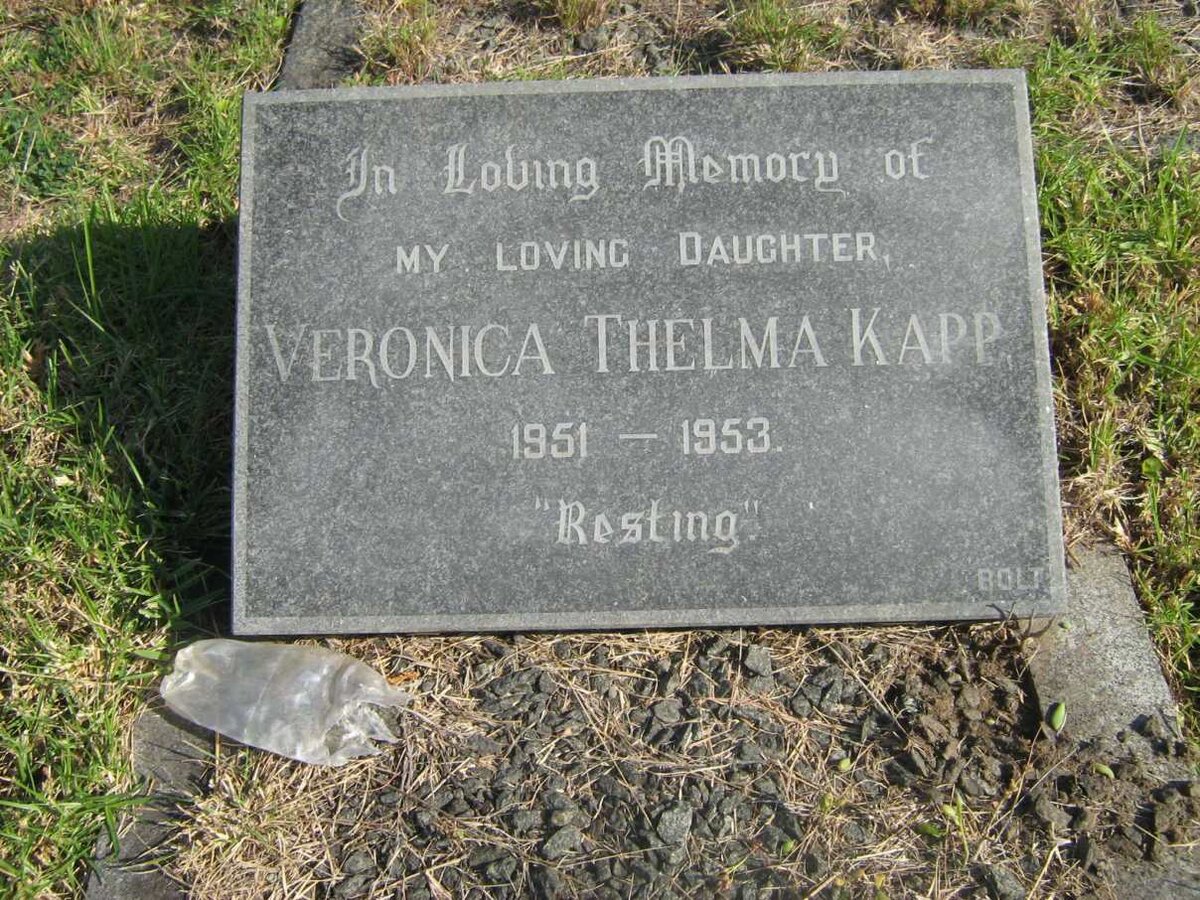 In Loving Memory of
MY LOVING DAUGHTER,
VERONICA THELMA KAPP
1951 — 1953.
"Resting".
BOLT